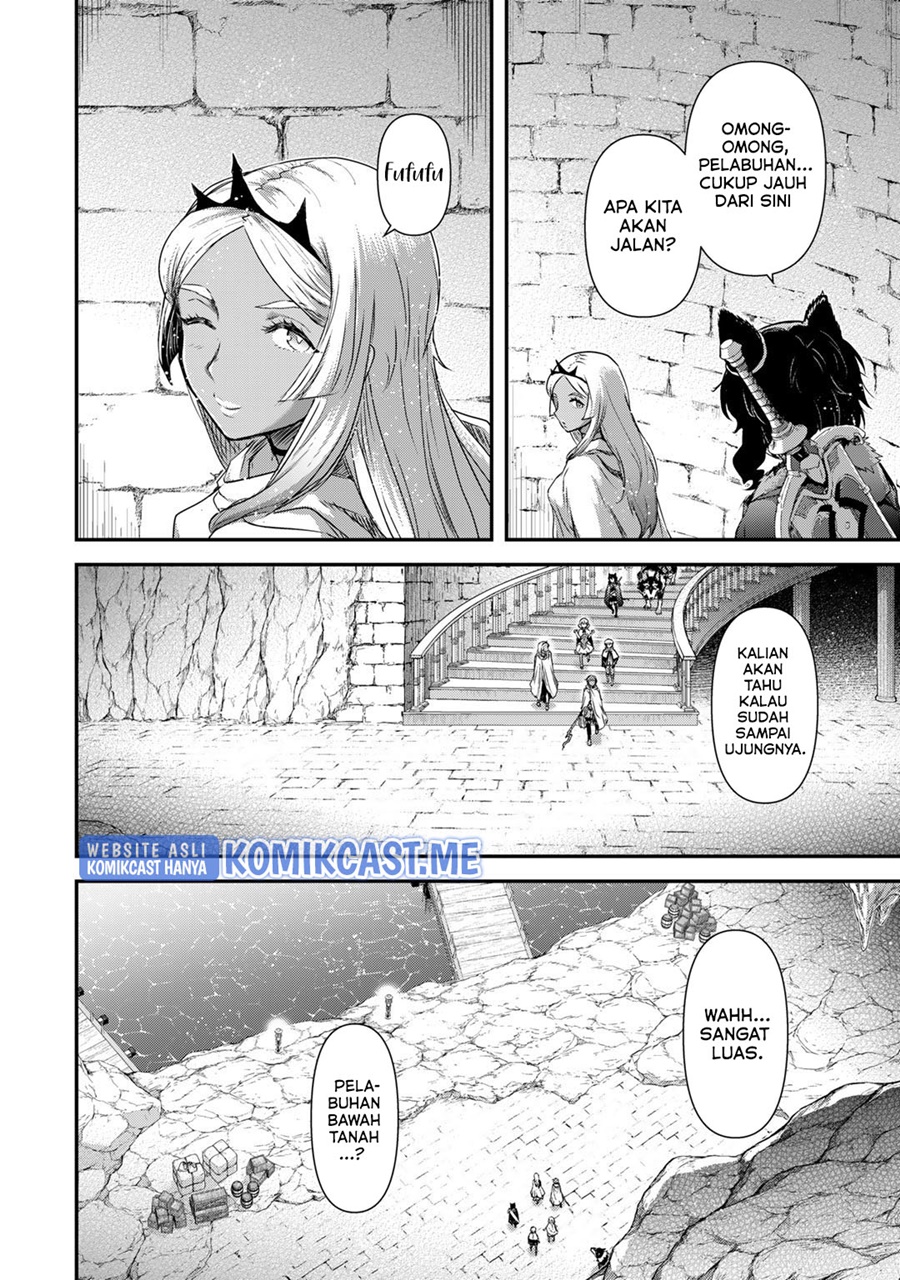 OMONG-
OMONG,
PELABUHAN...
CUKUP JAUH
DARI SINI
APA KITA
AKAN
JALAN?
Fufufu
KALIAN
AKAN
TAHU
KALAU
SUDAH
SAMPAI
UJUNGNYA.
WEBSITE ASLI
KOMIKCAST HANYA
KOMIKCAST.ME
WAHH...
SANGAT
LUAS.
PELA-
BUHAN
BAWAH
TANAH
...?